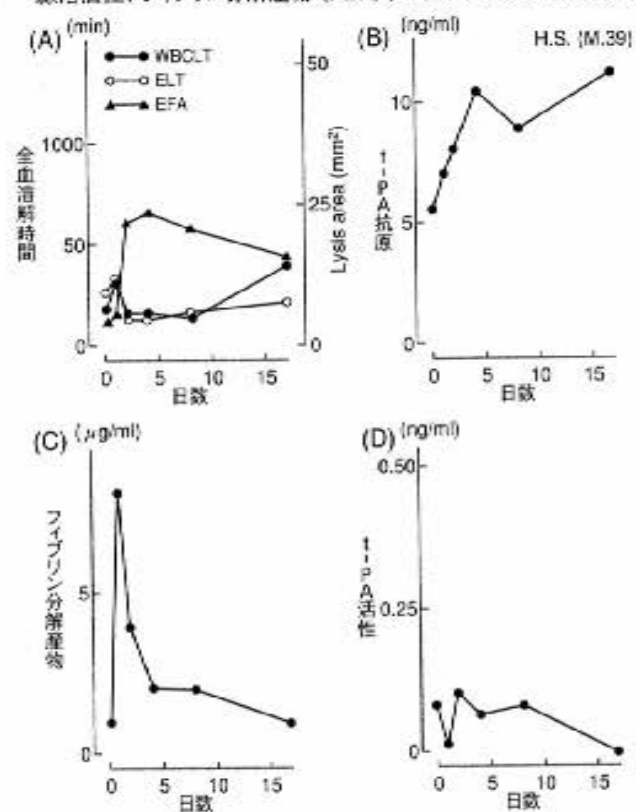 (A) (min)
WBCLT
ELT
EFA
50
1000
25
50
0
0
全血溶解時間
Lysis area (mm²)
0 5 10 15
日数
(B) (ng/ml)
H.S. (M.39)
10
5
0
t-PA抗原
0 5 10 15
日数
(C) (μg/ml)
5
0
フィブリン分解産物
0 5 10 15
日数
(D) (ng/ml)
0.50
0.25
0
t-PA活性
0 5 10 15
日数